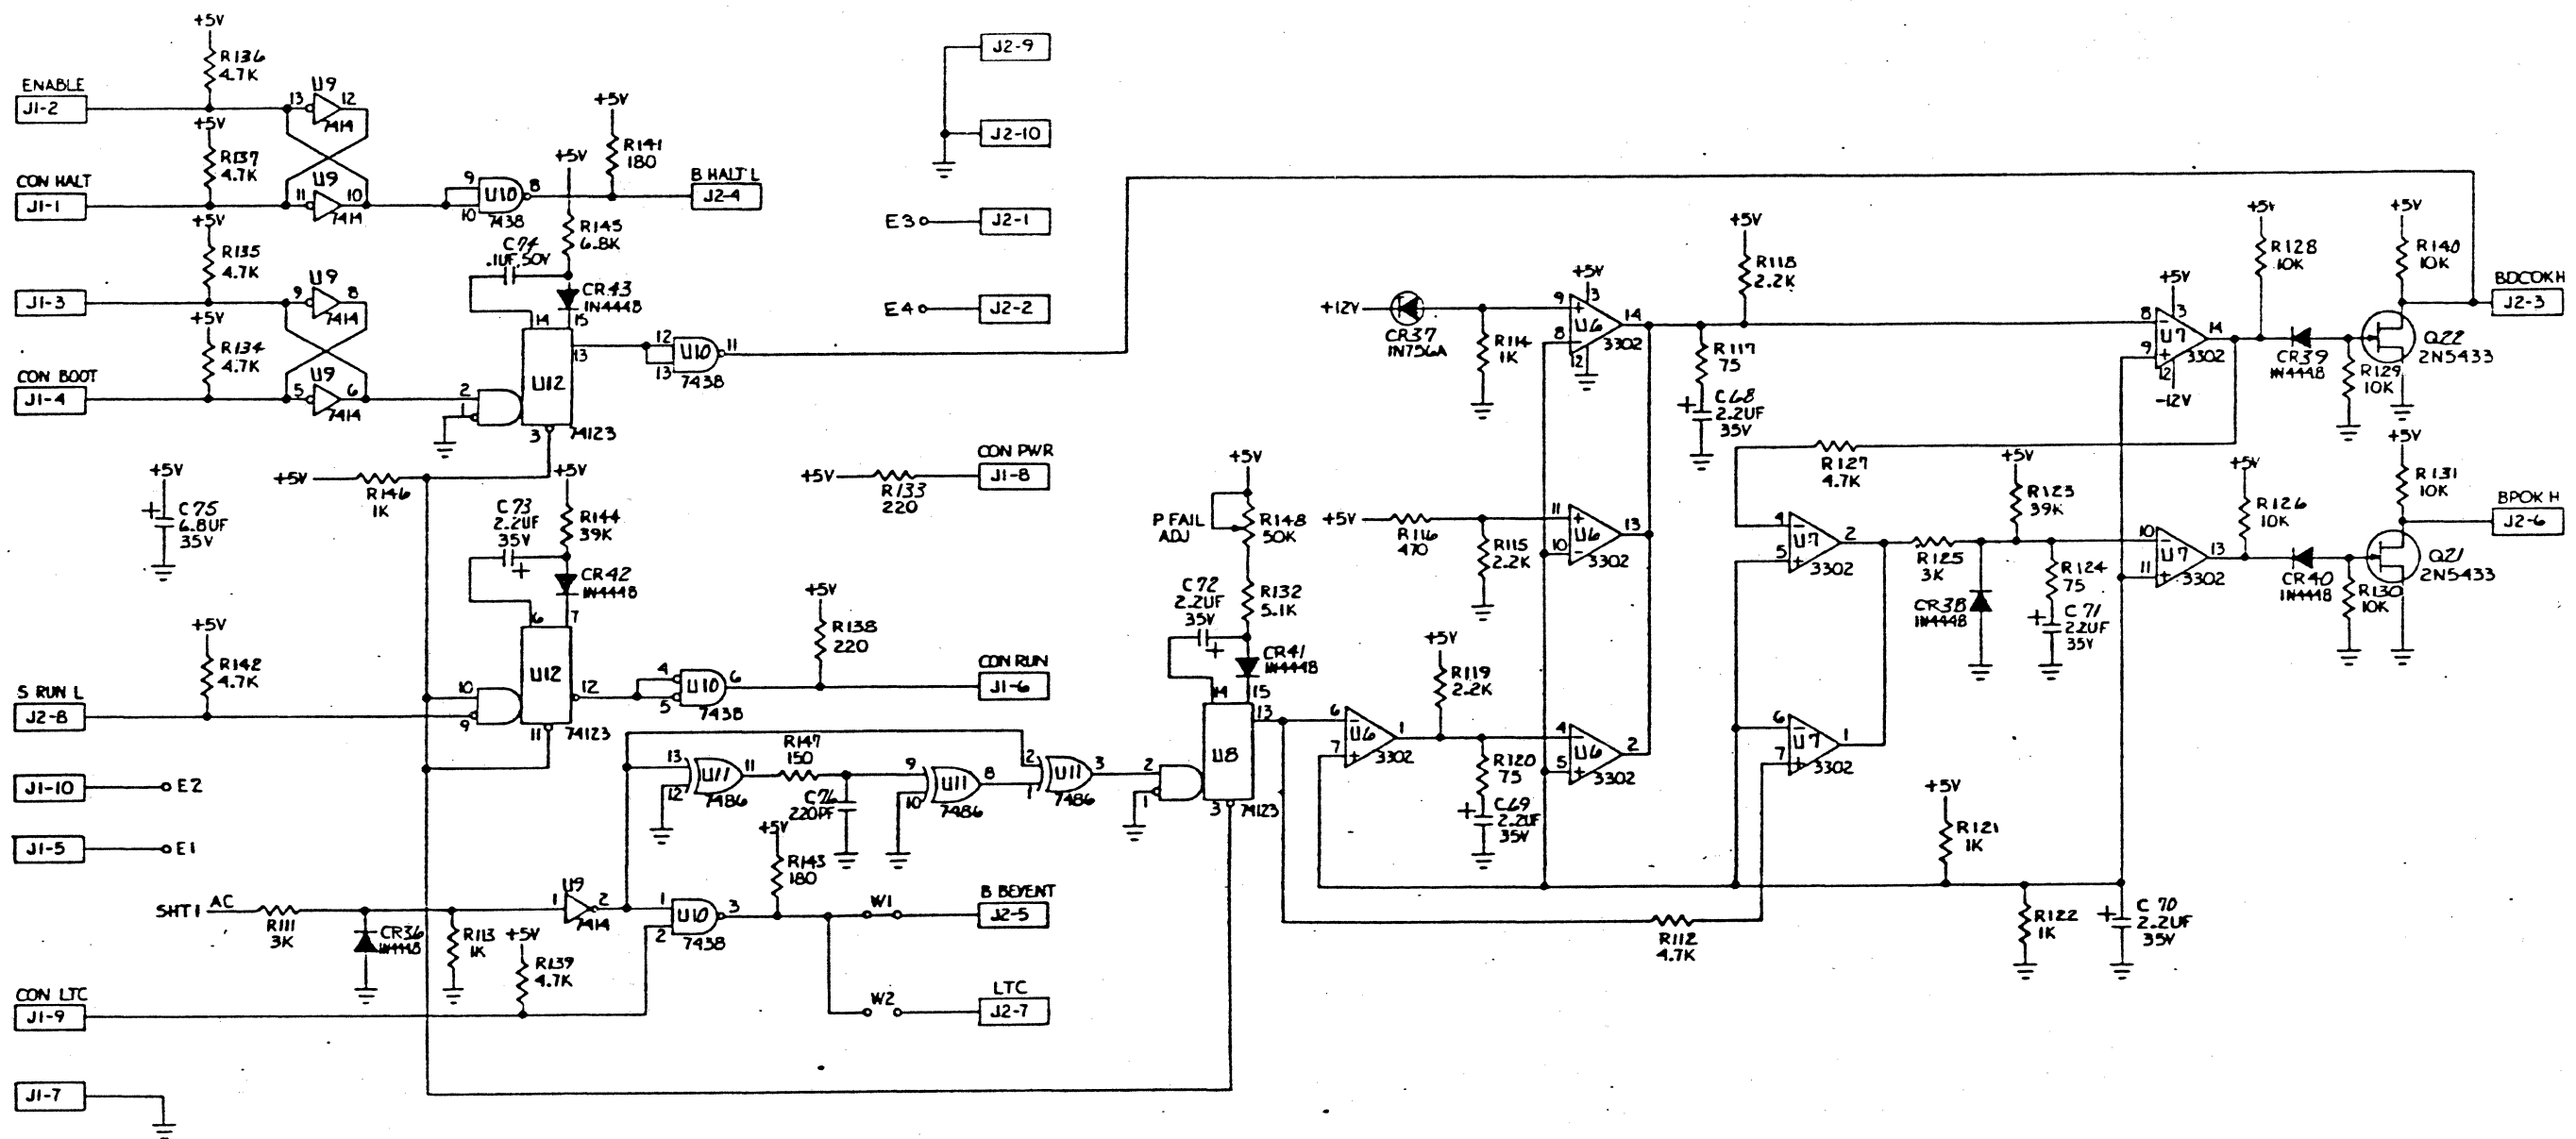 +5V
R136
4.7K
ENABLE
J1-2
13
U9
12
7414
+5V
R137
4.7K
CON HALT
J1-1
11
U9
10
7414
9
10
U10
8
7438
+5V
R141
180
B HALT L
J2-4
+5V
R135
4.7K
J1-3
9
U9
8
7414
+5V
R134
4.7K
CON BOOT
J1-4
5
U9
6
7414
+5V
R145
6.8K
C74
.1UF,50V
CR43
1N4448
14
15
13
U12
2
1
3
74123
12
13
U10
11
7438
J2-9
J2-10
E3
J2-1
E4
J2-2
+5V
R146
1K
+5V
C75
6.8UF
35V
+5V
R133
220
CON PWR
J1-8
+5V
R144
39K
C73
2.2UF
35V
CR42
1N4448
6
7
U12
12
10
9
11
74123
+5V
R142
4.7K
S RUN L
J2-8
4
5
U10
6
7438
+5V
R138
220
CON RUN
J1-6
J1-10
E2
J1-5
E1
13
12
U11
11
7486
R147
150
C76
220PF
9
10
U11
8
7486
2
1
U11
3
7486
SHT1
AC
R111
3K
CR36
1N4448
R113
1K
1
U9
2
7414
+5V
R139
4.7K
1
2
U10
3
7438
+5V
R143
180
W1
B BEVENT
J2-5
W2
LTC
J2-7
CON LTC
J1-9
J1-7
+5V
P FAIL
ADJ
R148
50K
R132
5.1K
C72
2.2UF
35V
CR41
1N4448
14
15
13
U8
2
1
3
74123
6
7
U6
1
3302
+5V
R119
2.2K
R120
75
C69
2.2UF
35V
4
5
U6
2
3302
+5V
R116
470
R115
2.2K
11
10
U6
13
3302
+12V
CR37
1N756A
R114
1K
+5V
9
8
3
12
U6
14
3302
+5V
R118
2.2K
R117
75
C68
2.2UF
35V
R127
4.7K
4
5
U7
2
3302
6
7
U7
1
3302
R112
4.7K
R125
3K
CR38
1N4448
+5V
R123
39K
R124
75
C71
2.2UF
35V
+5V
R121
1K
R122
1K
C70
2.2UF
35V
+5V
8
9
3
12
U7
14
3302
-12V
+5V
R128
10K
CR39
1N4448
R129
10K
+5V
R140
10K
Q22
2N5433
BDCOKH
J2-3
10
11
U7
13
3302
+5V
R126
10K
CR40
1N4448
R130
10K
+5V
R131
10K
Q21
2N5433
BPOK H
J2-6